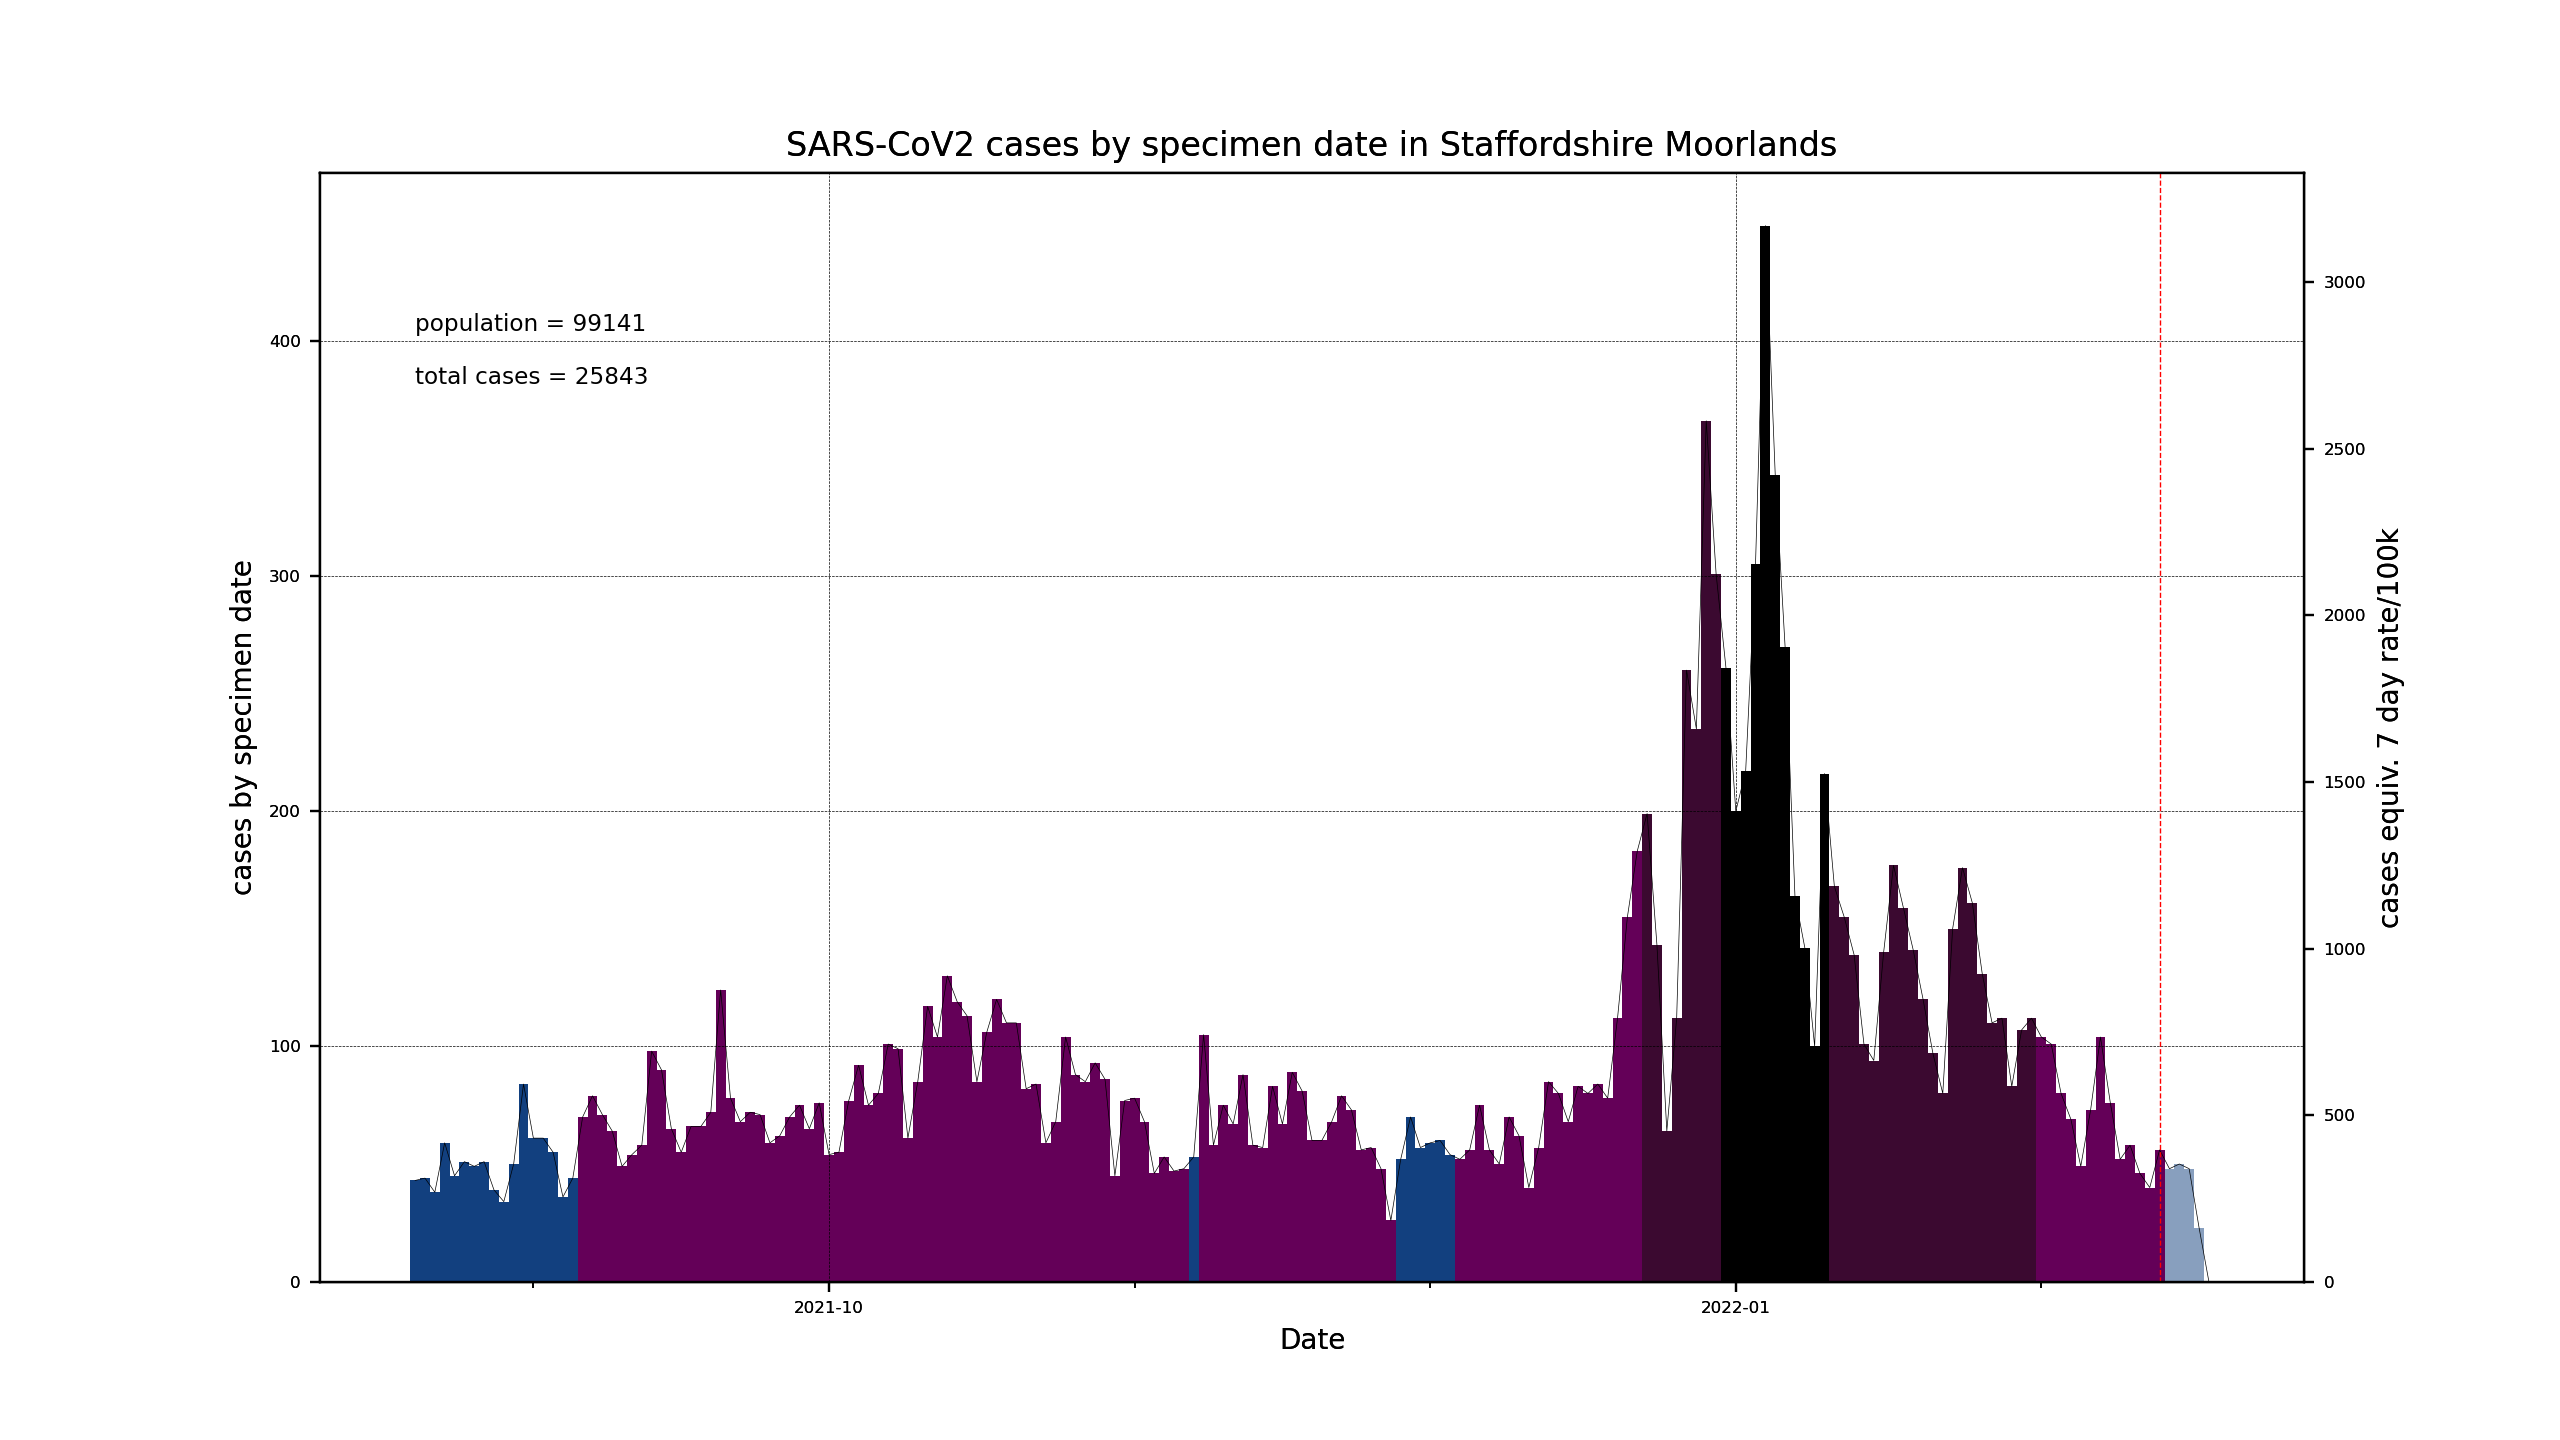 SARS-CoV2 cases by specimen date in Staffordshire Moorlands
population = 99141
total cases = 25843
cases by specimen date
400
300
200
100
0
3000
2500
2000
1500
1000
500
0
cases equiv. 7 day rate/100k
2021-10
2022-01
Date